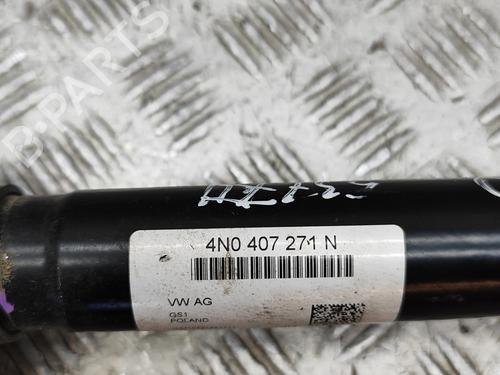 B-PARTS
4N0 407 271 N
VW AG
GS1
POLAND